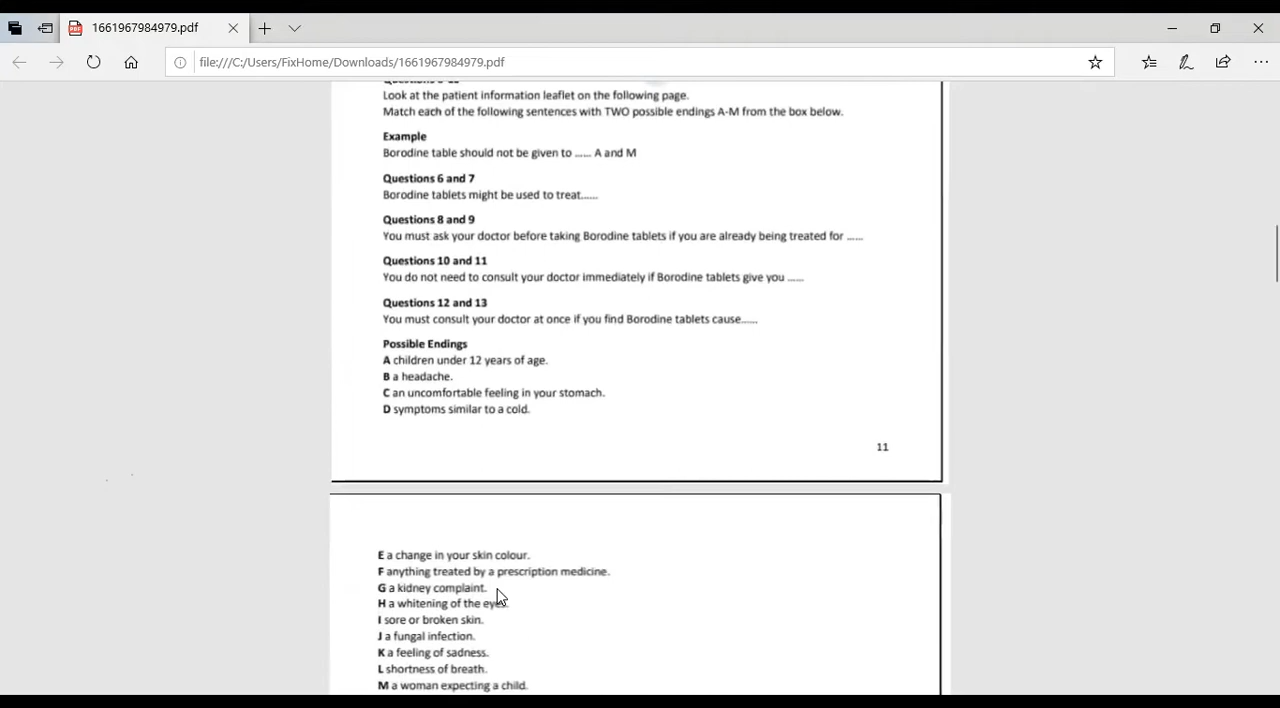 1661967984979.pdf
file:///C:/Users/FixHome/Downloads/1661967984979.pdf
Look at the patient information leaflet on the following page.
Match each of the following sentences with TWO possible endings A-M from the box below.
Example
Borodine table should not be given to ...... A and M
Questions 6 and 7
Borodine tablets might be used to treat......
Questions 8 and 9
You must ask your doctor before taking Borodine tablets if you are already being treated for ......
Questions 10 and 11
You do not need to consult your doctor immediately if Borodine tablets give you ......
Questions 12 and 13
You must consult your doctor at once if you find Borodine tablets cause......
Possible Endings
A children under 12 years of age.
B a headache.
C an uncomfortable feeling in your stomach.
D symptoms similar to a cold.
11
E a change in your skin colour.
F anything treated by a prescription medicine.
G a kidney complaint.
H a whitening of the
I sore or broken skin.
J a fungal infection.
K a feeling of sadness.
L shortness of breath.
M a woman expecting a child.